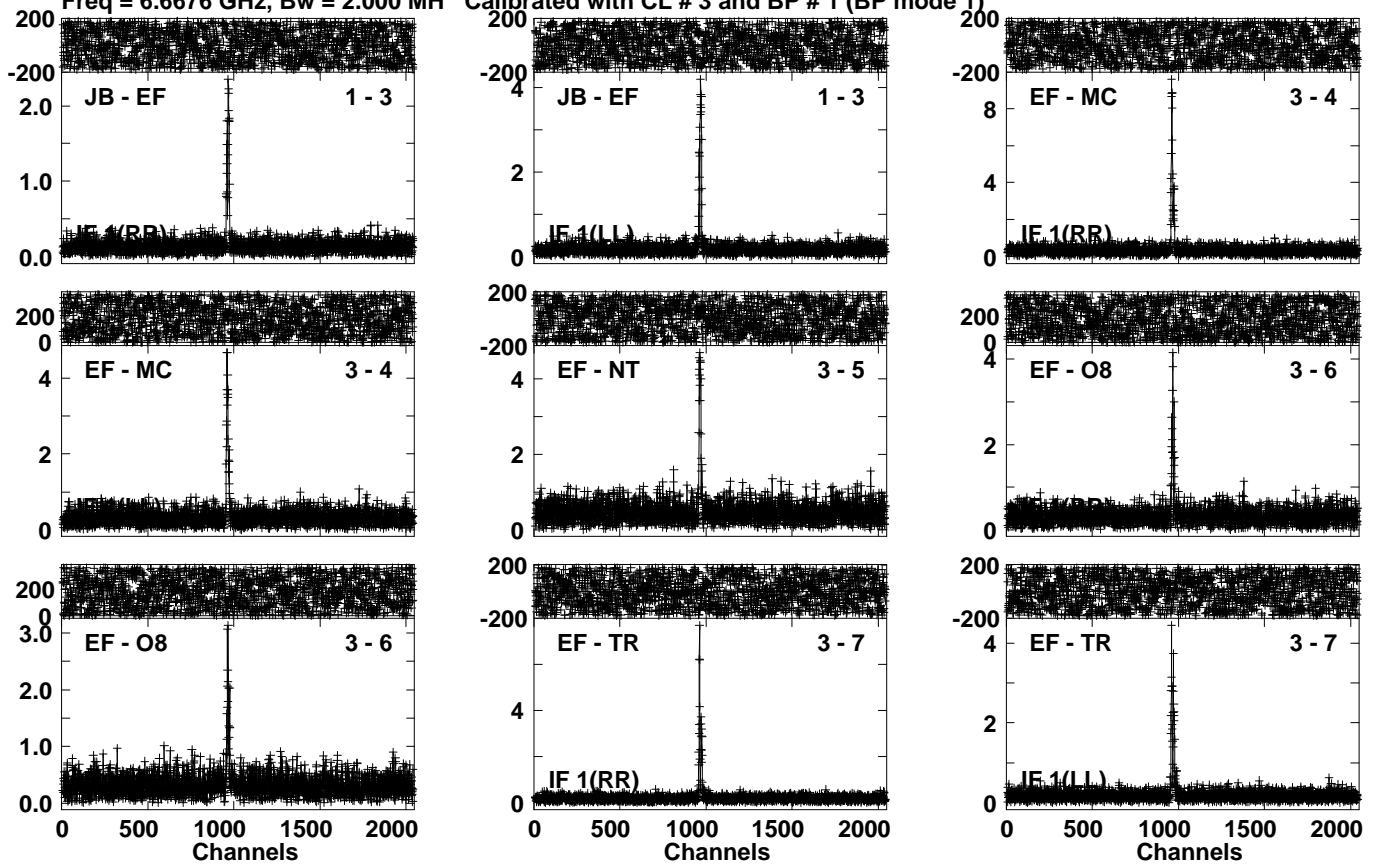 Freq = 6.6676 GHz, Bw = 2.000 MH Calibrated with CL # 3 and BP # 1 (BP mode 1)
200 200 200
-200 -200 -200
JB - EF 1 - 3 JB - EF 1 - 3 EF - MC 3 - 4
2.0 4 8
1.0 2 4
IF 1(RR) IF 1(LL) IF 1(RR)
0.0 0 0
200 200 200
0 -200 0
EF - MC 3 - 4 EF - NT 3 - 5 EF - O8 3 - 6
4 4 4
2 2 2
IF 1(RR)
0 0 0
200 200 200
0 -200 -200
EF - O8 3 - 6 EF - TR 3 - 7 EF - TR 3 - 7
3.0 4
2.0 4 2
1.0
IF 1(RR) IF 1(LL)
0.0 0 0
0 500 1000 1500 2000 0 500 1000 1500 2000 0 500 1000 1500 2000
Channels Channels Channels